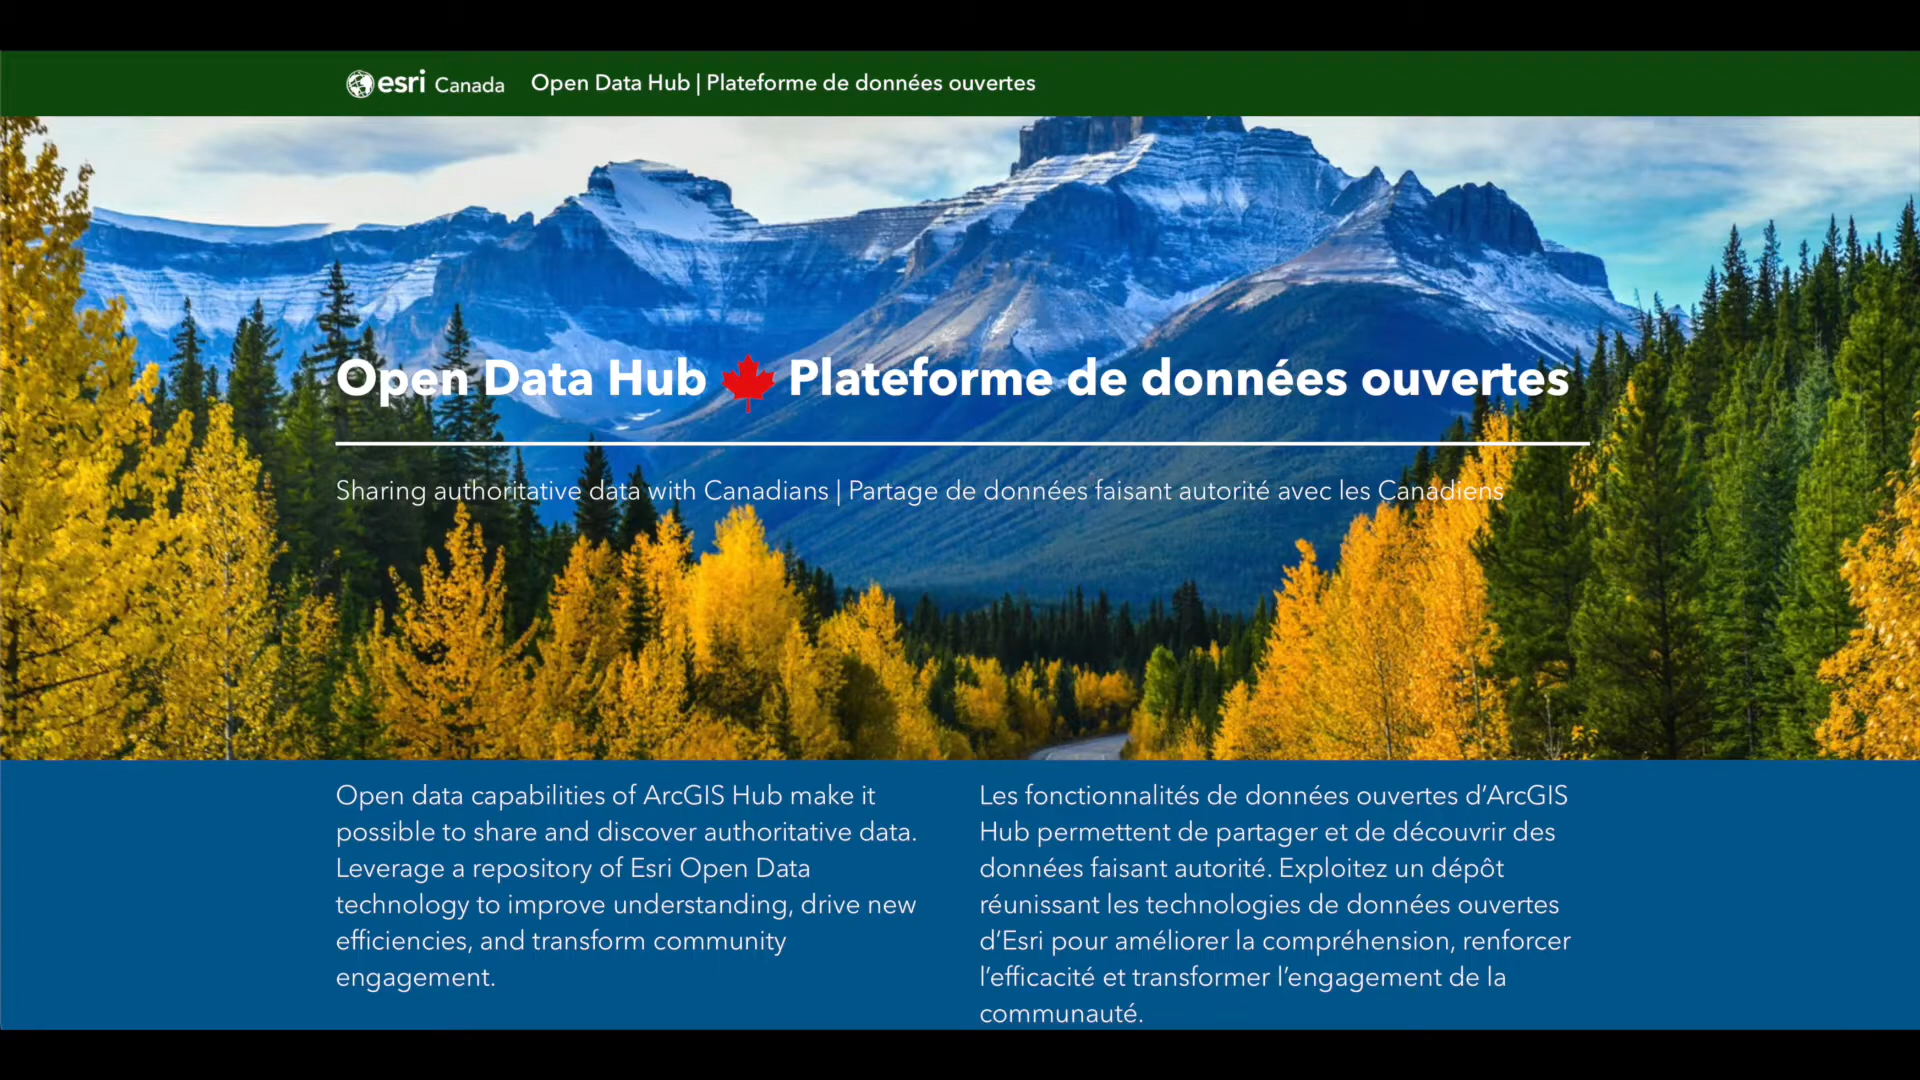 esri Canada Open Data Hub | Plateforme de données ouvertes
Open Data Hub 🍁 Plateforme de données ouvertes
Sharing authoritative data with Canadians | Partage de données faisant autorité avec les Canadiens
Open data capabilities of ArcGIS Hub make it
possible to share and discover authoritative data.
Leverage a repository of Esri Open Data
technology to improve understanding, drive new
efficiencies, and transform community
engagement.
Les fonctionnalités de données ouvertes d’ArcGIS
Hub permettent de partager et de découvrir des
données faisant autorité. Exploitez un dépôt
réunissant les technologies de données ouvertes
d’Esri pour améliorer la compréhension, renforcer
l’efficacité et transformer l’engagement de la
communauté.